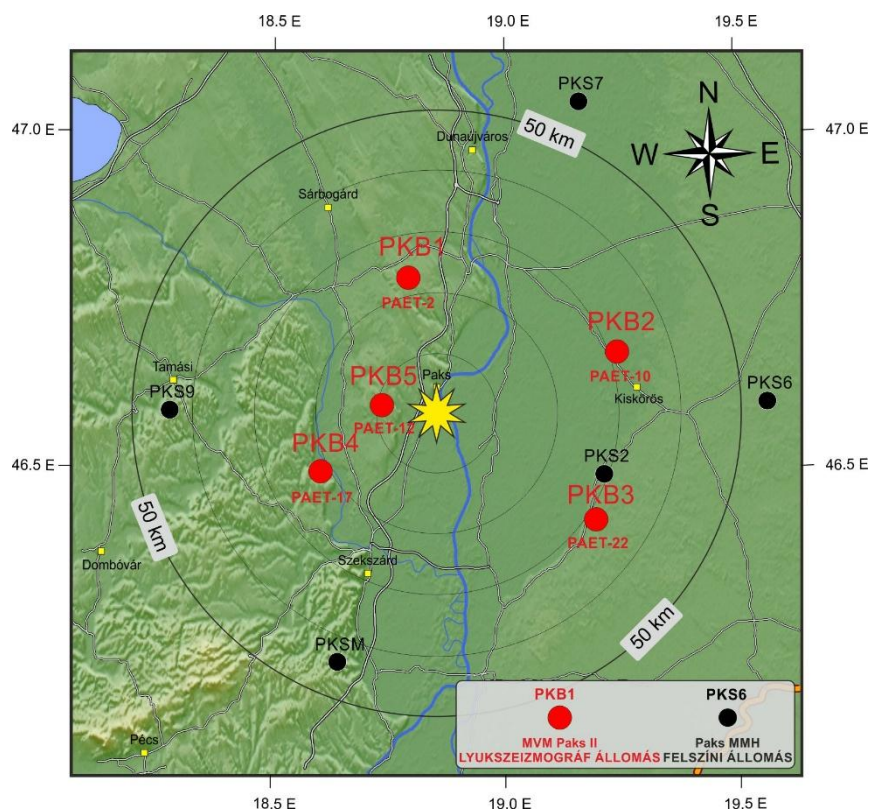 18.5 E
19.0 E
19.5 E
PKS7
47.0
50 km
N
47.0
Dunaújváros
W
E
Sárbogárd
S
PKB1
PAET-2
PKB2
Tamási
PKB5
Paks
PAET-10
PKS9
Kiskőrös
PKS6
PAET-12
PKB4
46.5
PKS2
46.5
PAET-17
PKB3
50 km
PAET-22
Dombóvár
Szekszárd
50 km
PKSM
PKB1
PKS6
Pécs
MVM Paks II
Paks MMH
LYUKSZEIZMOGRÁF ÁLLOMÁS
FELSZÍNI ÁLLOMÁS
18.5 E
19.0 E
19.5 E